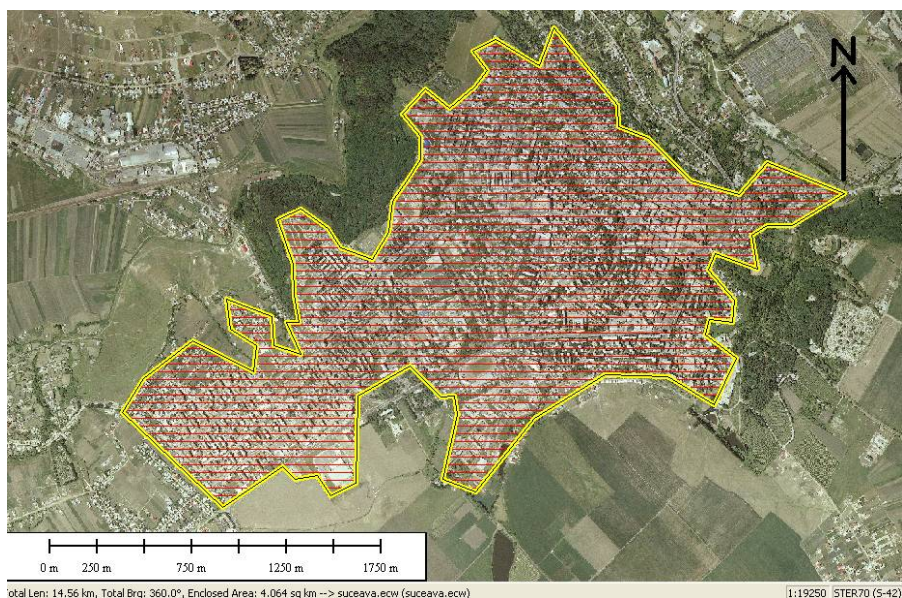 N
0 m 250 m 750 m 1250 m 1750 m
otal Len: 14.56 km, Total Brg: 360.0°, Enclosed Area: 4.064 sq km --> suceava.ecw (suceava.ecw)
1:19250 STER70 (S-42)